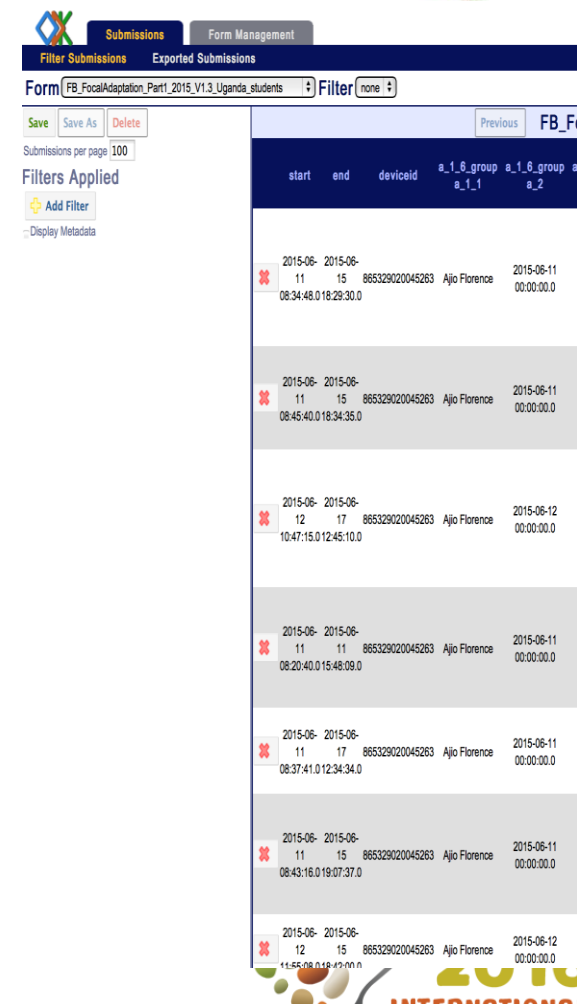 Submissions Form Management
Filter Submissions Exported Submissions
Form FB_FocalAdaptation_Part1_2015_V1.3_Uganda_students Filter none
Save Save As Delete
Submissions per page 100
Filters Applied
Add Filter
Display Metadata
Previous FB_Fo
start end deviceid a_1_6_group a_1_1 a_1_6_group a_2 a
2015-06- 2015-06-
11 15 865329020045263 Ajio Florence 2015-06-11
08:34:48.0 18:29:30.0 00:00:00.0
2015-06- 2015-06-
11 15 865329020045263 Ajio Florence 2015-06-11
08:45:40.0 18:34:35.0 00:00:00.0
2015-06- 2015-06-
12 17 865329020045263 Ajio Florence 2015-06-12
10:47:15.0 12:45:10.0 00:00:00.0
2015-06- 2015-06-
11 11 865329020045263 Ajio Florence 2015-06-11
08:20:40.0 15:48:09.0 00:00:00.0
2015-06- 2015-06-
11 17 865329020045263 Ajio Florence 2015-06-11
08:37:41.0 12:34:34.0 00:00:00.0
2015-06- 2015-06-
11 15 865329020045263 Ajio Florence 2015-06-11
08:43:16.0 19:07:37.0 00:00:00.0
2015-06- 2015-06-
12 15 865329020045263 Ajio Florence 2015-06-12
11:55:08.0 18:42:00.0 00:00:00.0